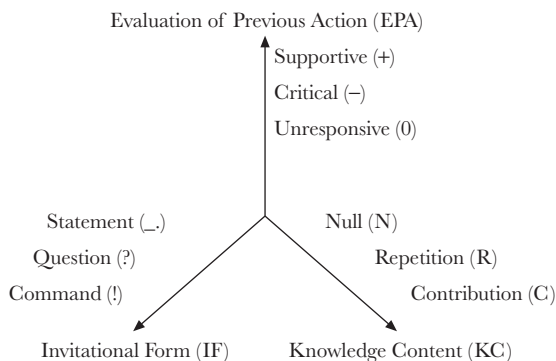 Evaluation of Previous Action (EPA)
Supportive (+)
Critical (–)
Unresponsive (0)
Statement (_.)
Null (N)
Question (?)
Repetition (R)
Command (!)
Contribution (C)
Invitational Form (IF)
Knowledge Content (KC)